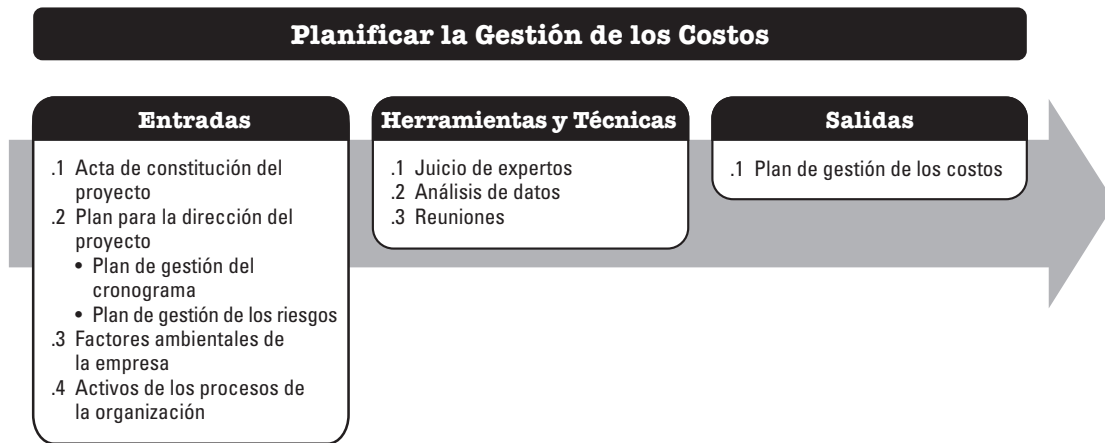 Planificar la Gestión de los Costos
Entradas
.1 Acta de constitución del
proyecto
.2 Plan para la dirección del
proyecto
• Plan de gestión del
cronograma
• Plan de gestión de los riesgos
.3 Factores ambientales de
la empresa
.4 Activos de los procesos de
la organización
Herramientas y Técnicas
.1 Juicio de expertos
.2 Análisis de datos
.3 Reuniones
Salidas
.1 Plan de gestión de los costos